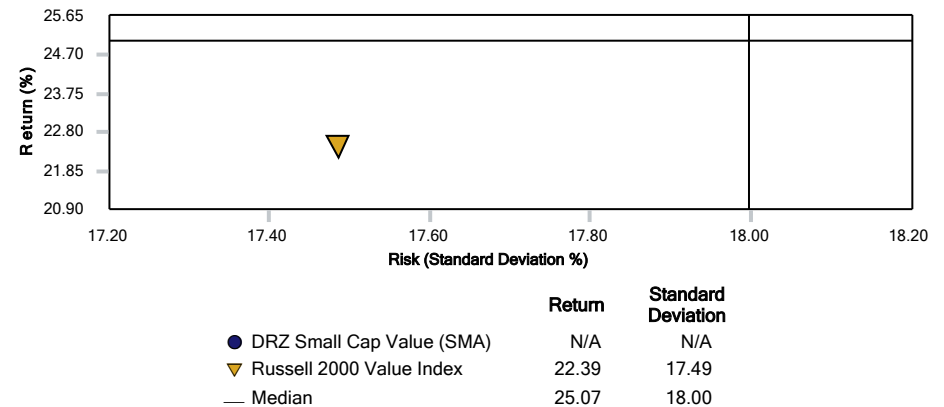 25.65
24.70
23.75
22.80
21.85
20.90
Return (%)
17.20 17.40 17.60 17.80 18.00 18.20
Risk (Standard Deviation %)
Return Standard Deviation
DRZ Small Cap Value (SMA) N/A N/A
Russell 2000 Value Index 22.39 17.49
Median 25.07 18.00